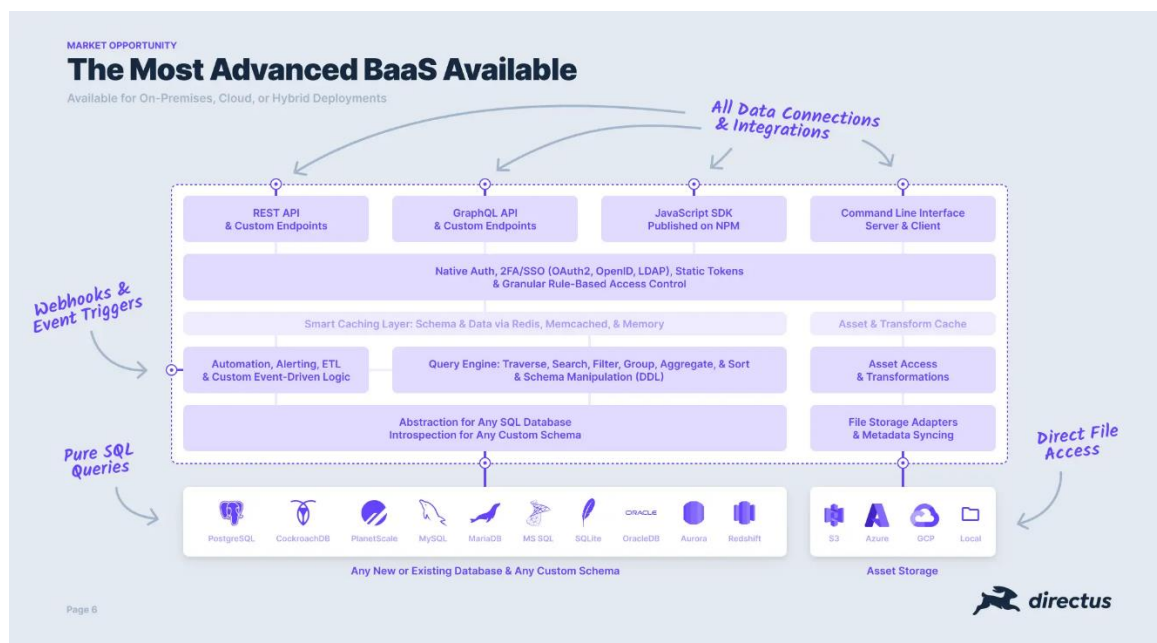 MARKET OPPORTUNITY
The Most Advanced BaaS Available
Available for On-Premises, Cloud, or Hybrid Deployments
All Data Connections
& Integrations
REST API
& Custom Endpoints
GraphQL API
& Custom Endpoints
JavaScript SDK
Published on NPM
Command Line Interface
Server & Client
Native Auth, 2FA/SSO (OAuth2, OpenID, LDAP), Static Tokens
& Granular Rule-Based Access Control
Webhooks &
Event Triggers
Smart Caching Layer: Schema & Data via Redis, Memcached, & Memory
Asset & Transform Cache
Automation, Alerting, ETL
& Custom Event-Driven Logic
Query Engine: Traverse, Search, Filter, Group, Aggregate, & Sort
& Schema Manipulation (DDL)
Asset Access
& Transformations
Abstraction for Any SQL Database
Introspection for Any Custom Schema
File Storage Adapters
& Metadata Syncing
Pure SQL
Queries
Direct File
Access
ORACLE
PostgreSQL
CockroachDB
PlanetScale
MySQL
MariaDB
MS SQL
SQLite
OracleDB
Aurora
Redshift
S3
Azure
GCP
Local
Any New or Existing Database & Any Custom Schema
Asset Storage
Page 6
directus